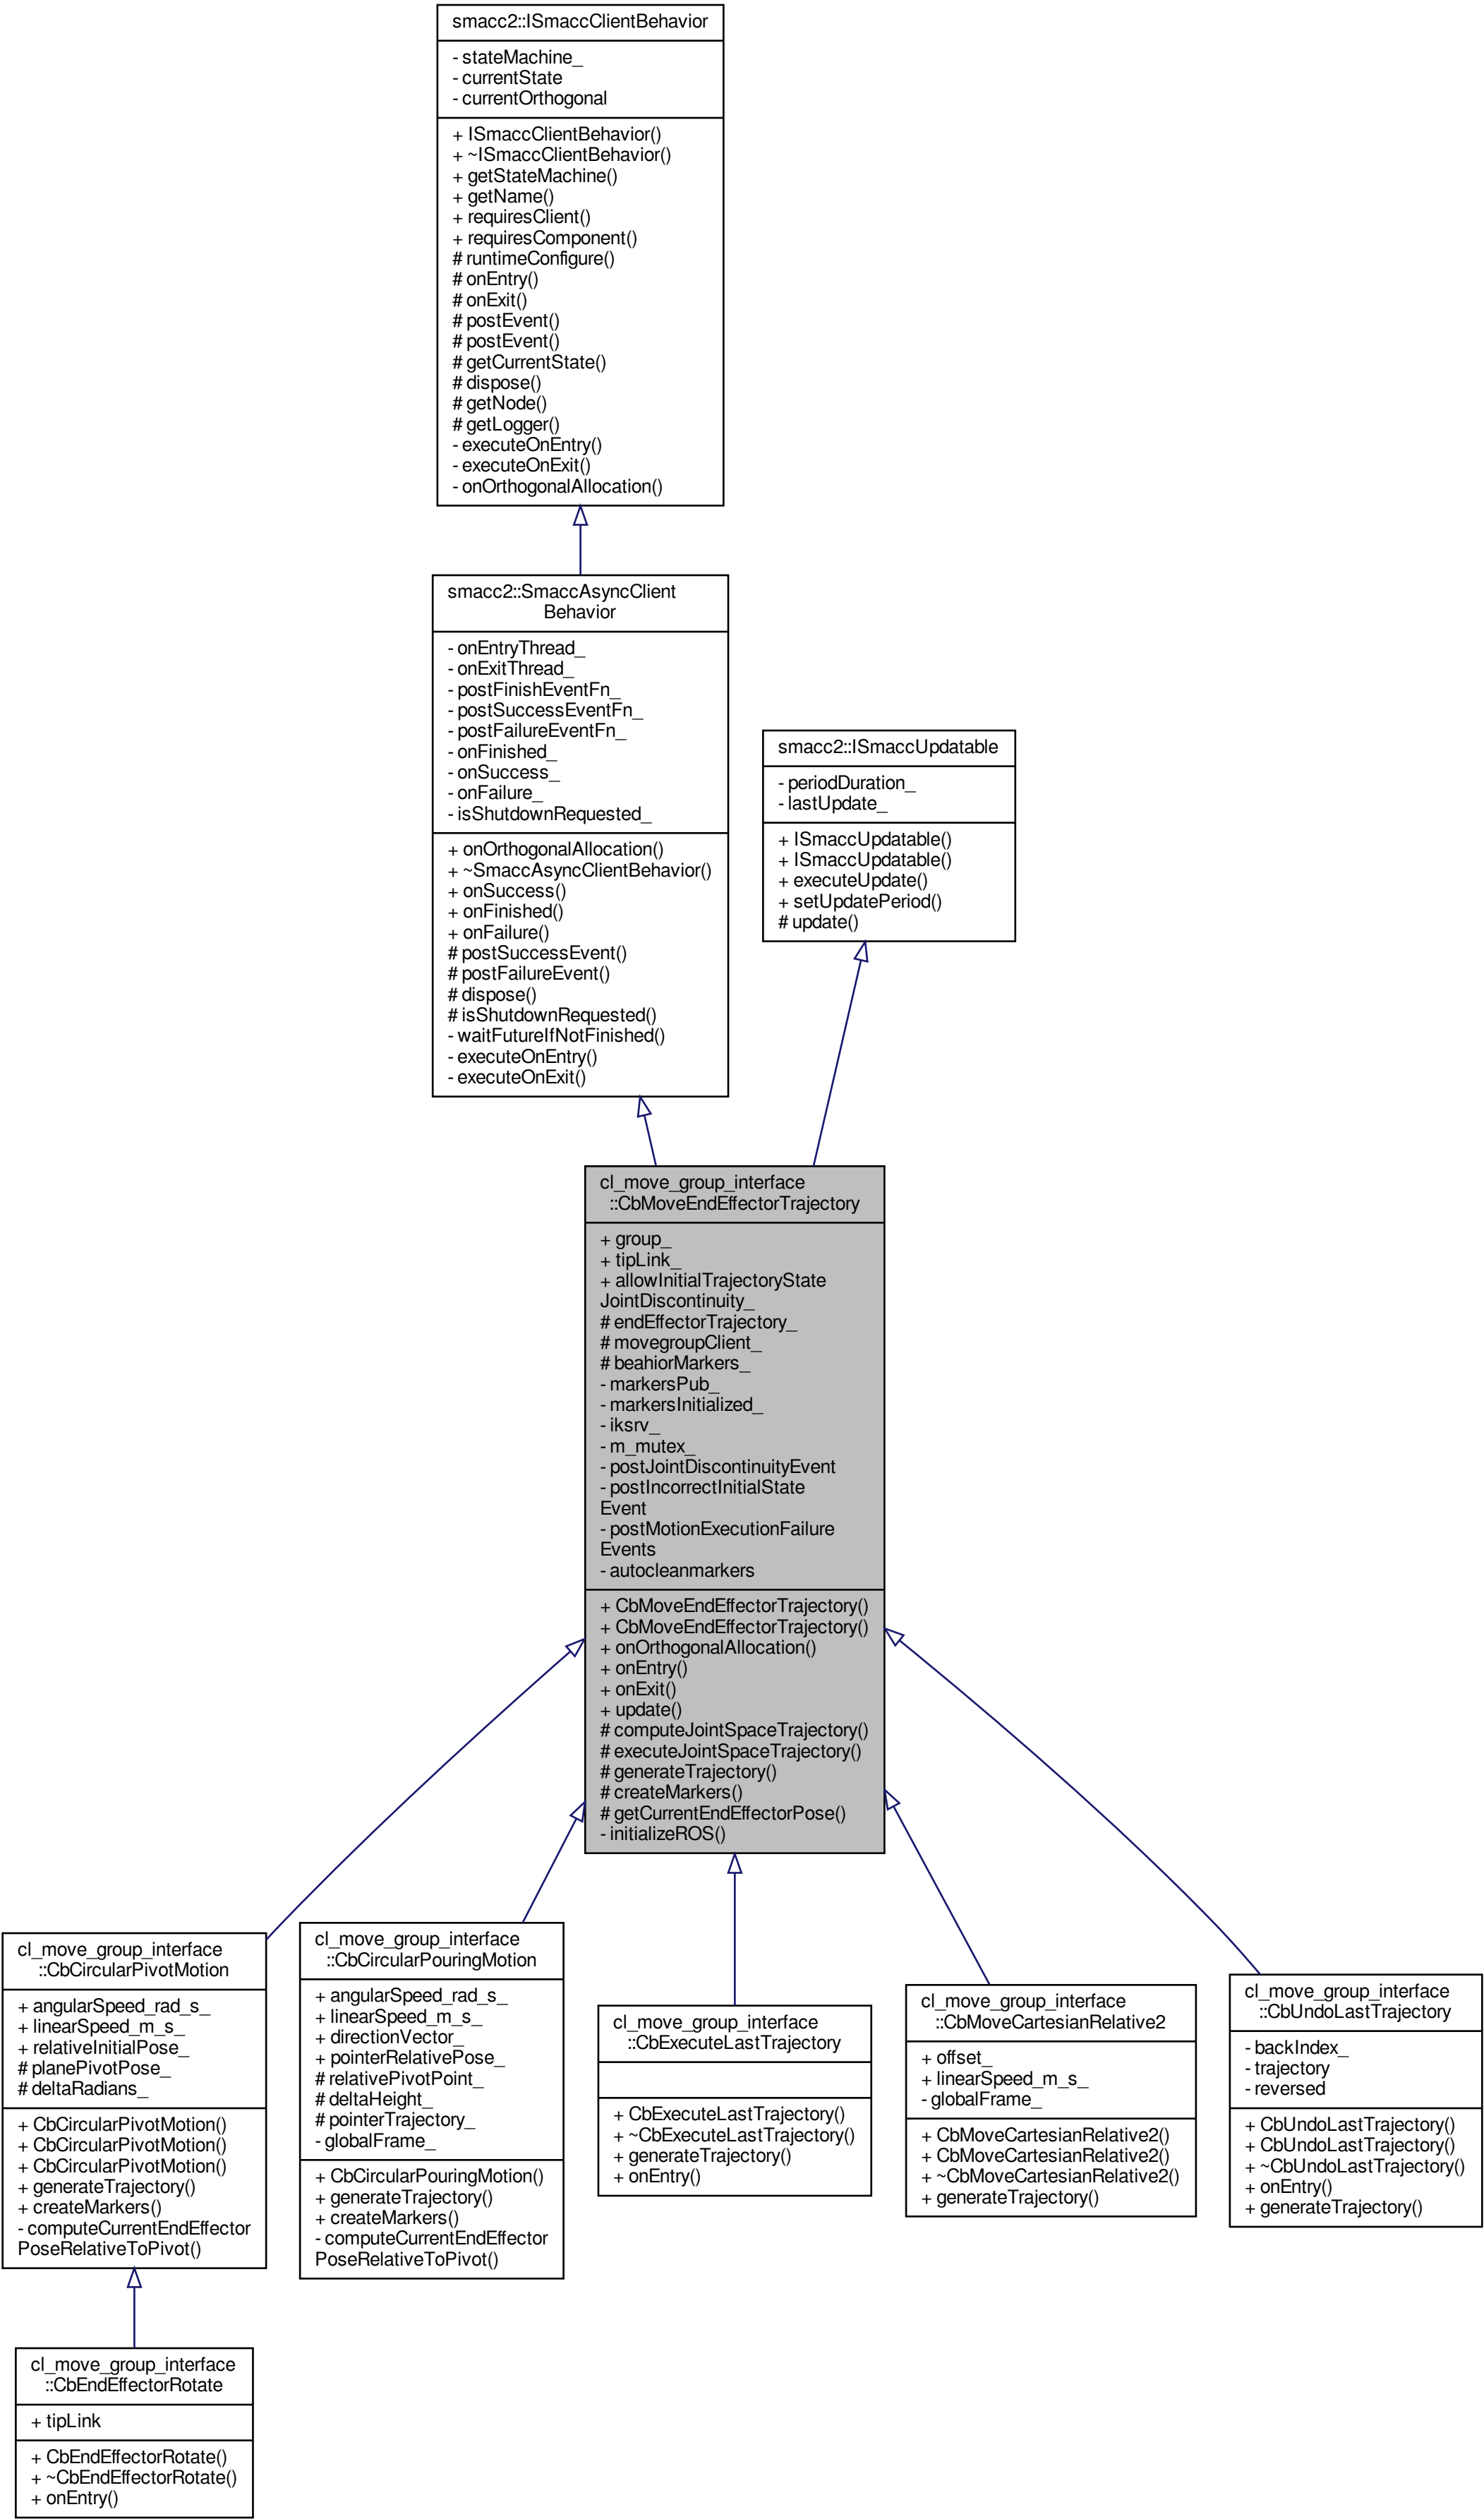 smacc2::ISmaccClientBehavior
- stateMachine_
- currentState
- currentOrthogonal
+ ISmaccClientBehavior()
+ ~ISmaccClientBehavior()
+ getStateMachine()
+ getName()
+ requiresClient()
+ requiresComponent()
# runtimeConfigure()
# onEntry()
# onExit()
# postEvent()
# postEvent()
# getCurrentState()
# dispose()
# getNode()
# getLogger()
- executeOnEntry()
- executeOnExit()
- onOrthogonalAllocation()
smacc2::SmaccAsyncClient
Behavior
- onEntryThread_
- onExitThread_
- postFinishEventFn_
- postSuccessEventFn_
- postFailureEventFn_
- onFinished_
- onSuccess_
- onFailure_
- isShutdownRequested_
+ onOrthogonalAllocation()
+ ~SmaccAsyncClientBehavior()
+ onSuccess()
+ onFinished()
+ onFailure()
# postSuccessEvent()
# postFailureEvent()
# dispose()
# isShutdownRequested()
- waitFutureIfNotFinished()
- executeOnEntry()
- executeOnExit()
smacc2::ISmaccUpdatable
- periodDuration_
- lastUpdate_
+ ISmaccUpdatable()
+ ISmaccUpdatable()
+ executeUpdate()
+ setUpdatePeriod()
# update()
cl_move_group_interface
::CbMoveEndEffectorTrajectory
+ group_
+ tipLink_
+ allowInitialTrajectoryState
JointDiscontinuity_
# endEffectorTrajectory_
# movegroupClient_
# beahiorMarkers_
- markersPub_
- markersInitialized_
- iksrv_
- m_mutex_
- postJointDiscontinuityEvent
- postIncorrectInitialState
Event
- postMotionExecutionFailure
Events
- autocleanmarkers
+ CbMoveEndEffectorTrajectory()
+ CbMoveEndEffectorTrajectory()
+ onOrthogonalAllocation()
+ onEntry()
+ onExit()
+ update()
# computeJointSpaceTrajectory()
# executeJointSpaceTrajectory()
# generateTrajectory()
# createMarkers()
# getCurrentEndEffectorPose()
- initializeROS()
cl_move_group_interface
::CbCircularPivotMotion
+ angularSpeed_rad_s_
+ linearSpeed_m_s_
+ relativeInitialPose_
# planePivotPose_
# deltaRadians_
+ CbCircularPivotMotion()
+ CbCircularPivotMotion()
+ CbCircularPivotMotion()
+ generateTrajectory()
+ createMarkers()
- computeCurrentEndEffector
PoseRelativeToPivot()
cl_move_group_interface
::CbCircularPouringMotion
+ angularSpeed_rad_s_
+ linearSpeed_m_s_
+ directionVector_
+ pointerRelativePose_
# relativePivotPoint_
# deltaHeight_
# pointerTrajectory_
- globalFrame_
+ CbCircularPouringMotion()
+ generateTrajectory()
+ createMarkers()
- computeCurrentEndEffector
PoseRelativeToPivot()
cl_move_group_interface
::CbExecuteLastTrajectory
+ CbExecuteLastTrajectory()
+ ~CbExecuteLastTrajectory()
+ generateTrajectory()
+ onEntry()
cl_move_group_interface
::CbMoveCartesianRelative2
+ offset_
+ linearSpeed_m_s_
- globalFrame_
+ CbMoveCartesianRelative2()
+ CbMoveCartesianRelative2()
+ ~CbMoveCartesianRelative2()
+ generateTrajectory()
cl_move_group_interface
::CbUndoLastTrajectory
- backIndex_
- trajectory
- reversed
+ CbUndoLastTrajectory()
+ CbUndoLastTrajectory()
+ ~CbUndoLastTrajectory()
+ onEntry()
+ generateTrajectory()
cl_move_group_interface
::CbEndEffectorRotate
+ tipLink
+ CbEndEffectorRotate()
+ ~CbEndEffectorRotate()
+ onEntry()